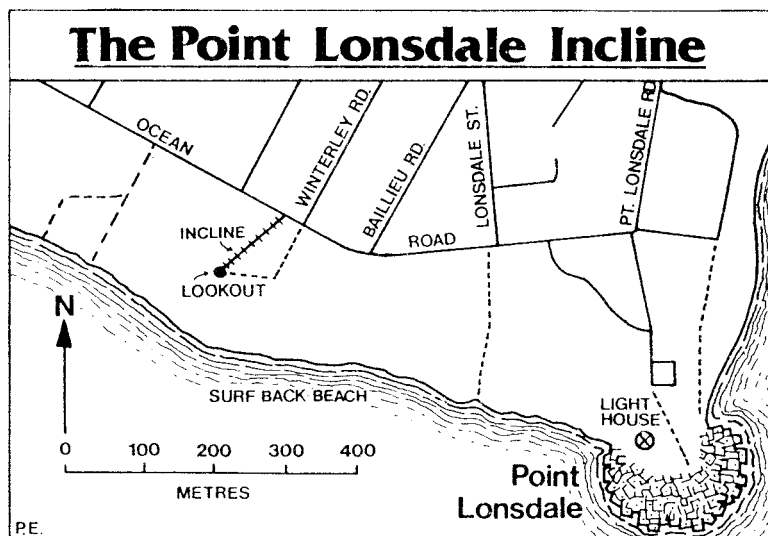 The Point Lonsdale Incline
OCEAN
WINTERLEY RD.
BAILLIEU RD.
LONSDALE ST.
PT. LONSDALE RD
ROAD
INCLINE
LOOKOUT
N
SURF BACK BEACH
LIGHT
HOUSE
0 100 200 300 400
METRES
Point
Lonsdale
P.E.